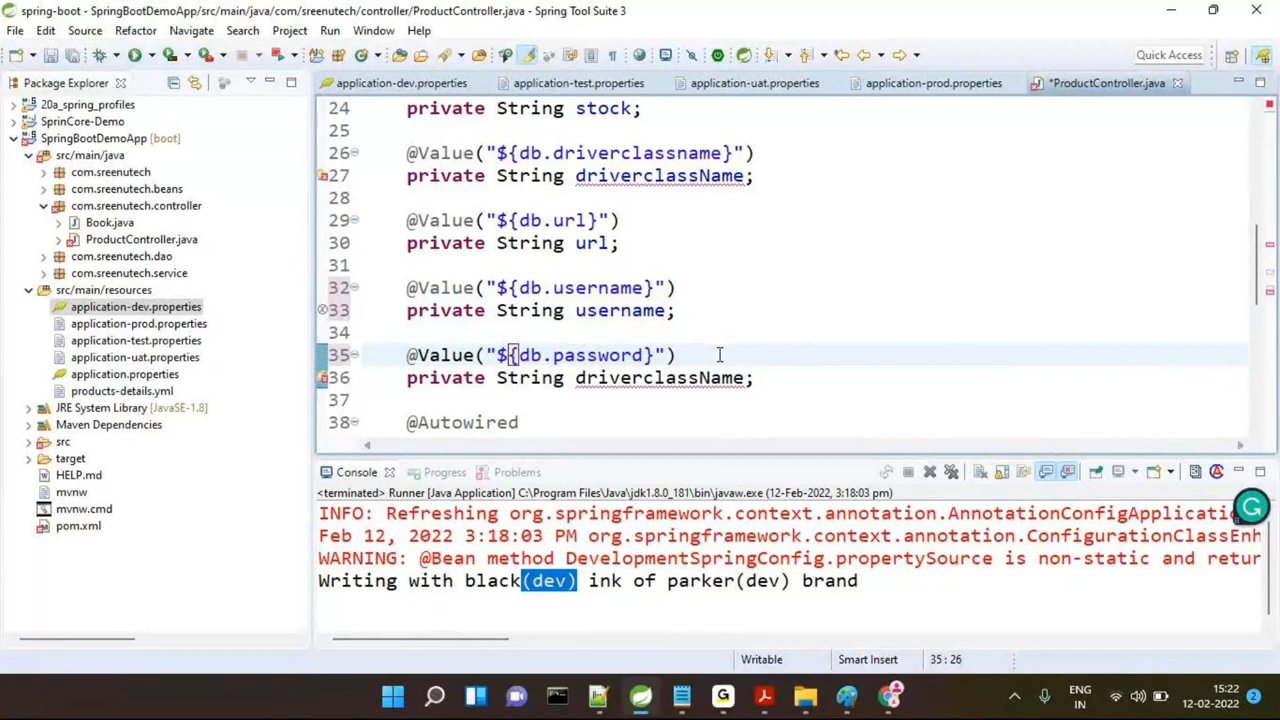 spring-boot - SpringBootDemoApp/src/main/java/com/sreenutech/controller/ProductController.java - Spring Tool Suite 3
File Edit Source Refactor Navigate Search Project Run Window Help
Quick Access
Package Explorer
application-dev.properties application-test.properties application-uat.properties application-prod.properties *ProductController.java
20a_spring_profiles
SprinCore-Demo
SpringBootDemoApp [boot]
src/main/java
com.sreenutech
com.sreenutech.beans
com.sreenutech.controller
Book.java
ProductController.java
com.sreenutech.dao
com.sreenutech.service
src/main/resources
application-dev.properties
application-prod.properties
application-test.properties
application-uat.properties
application.properties
products-details.yml
JRE System Library [JavaSE-1.8]
Maven Dependencies
src
target
HELP.md
mvnw
mvnw.cmd
pom.xml
24 private String stock;
25
26 @Value("${db.driverclassname}")
27 private String driverclassName;
28
29 @Value("${db.url}")
30 private String url;
31
32 @Value("${db.username}")
33 private String username;
34
35 @Value("${db.password}")
36 private String driverclassName;
37
38 @Autowired
Console Progress Problems
<terminated> Runner [Java Application] C:\Program Files\Java\jdk1.8.0_181\bin\javaw.exe (12-Feb-2022, 3:18:03 pm)
INFO: Refreshing org.springframework.context.annotation.AnnotationConfigApplicatio
Feb 12, 2022 3:18:03 PM org.springframework.context.annotation.ConfigurationClassEnh
WARNING: @Bean method DevelopmentSpringConfig.propertySource is non-static and retur
Writing with black(dev) ink of parker(dev) brand
Writable Smart Insert 35 : 26
ENG
IN
15:22
12-02-2022
2